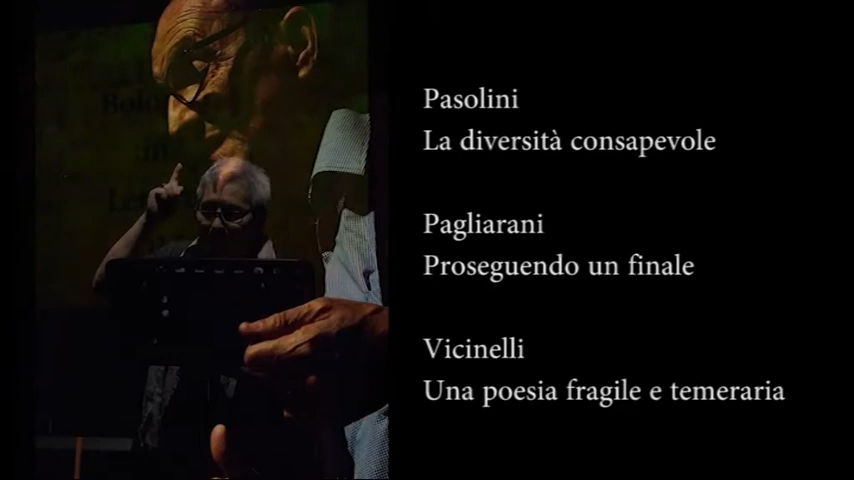 Pasolini
La diversità consapevole
Pagliarani
Proseguendo un finale
Vicinelli
Una poesia fragile e temeraria